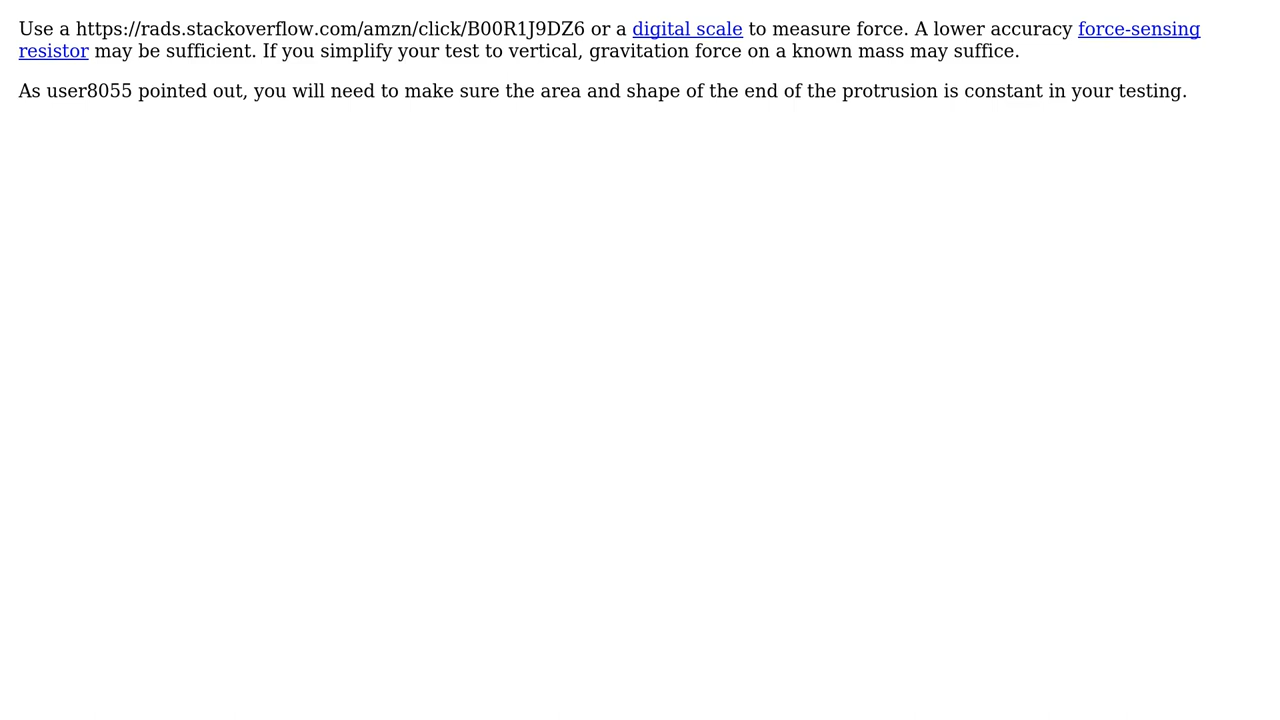 Use a https://rads.stackoverflow.com/amzn/click/B00R1J9DZ6 or a digital scale to measure force. A lower accuracy force-sensing
resistor may be sufficient. If you simplify your test to vertical, gravitation force on a known mass may suffice.
As user8055 pointed out, you will need to make sure the area and shape of the end of the protrusion is constant in your testing.